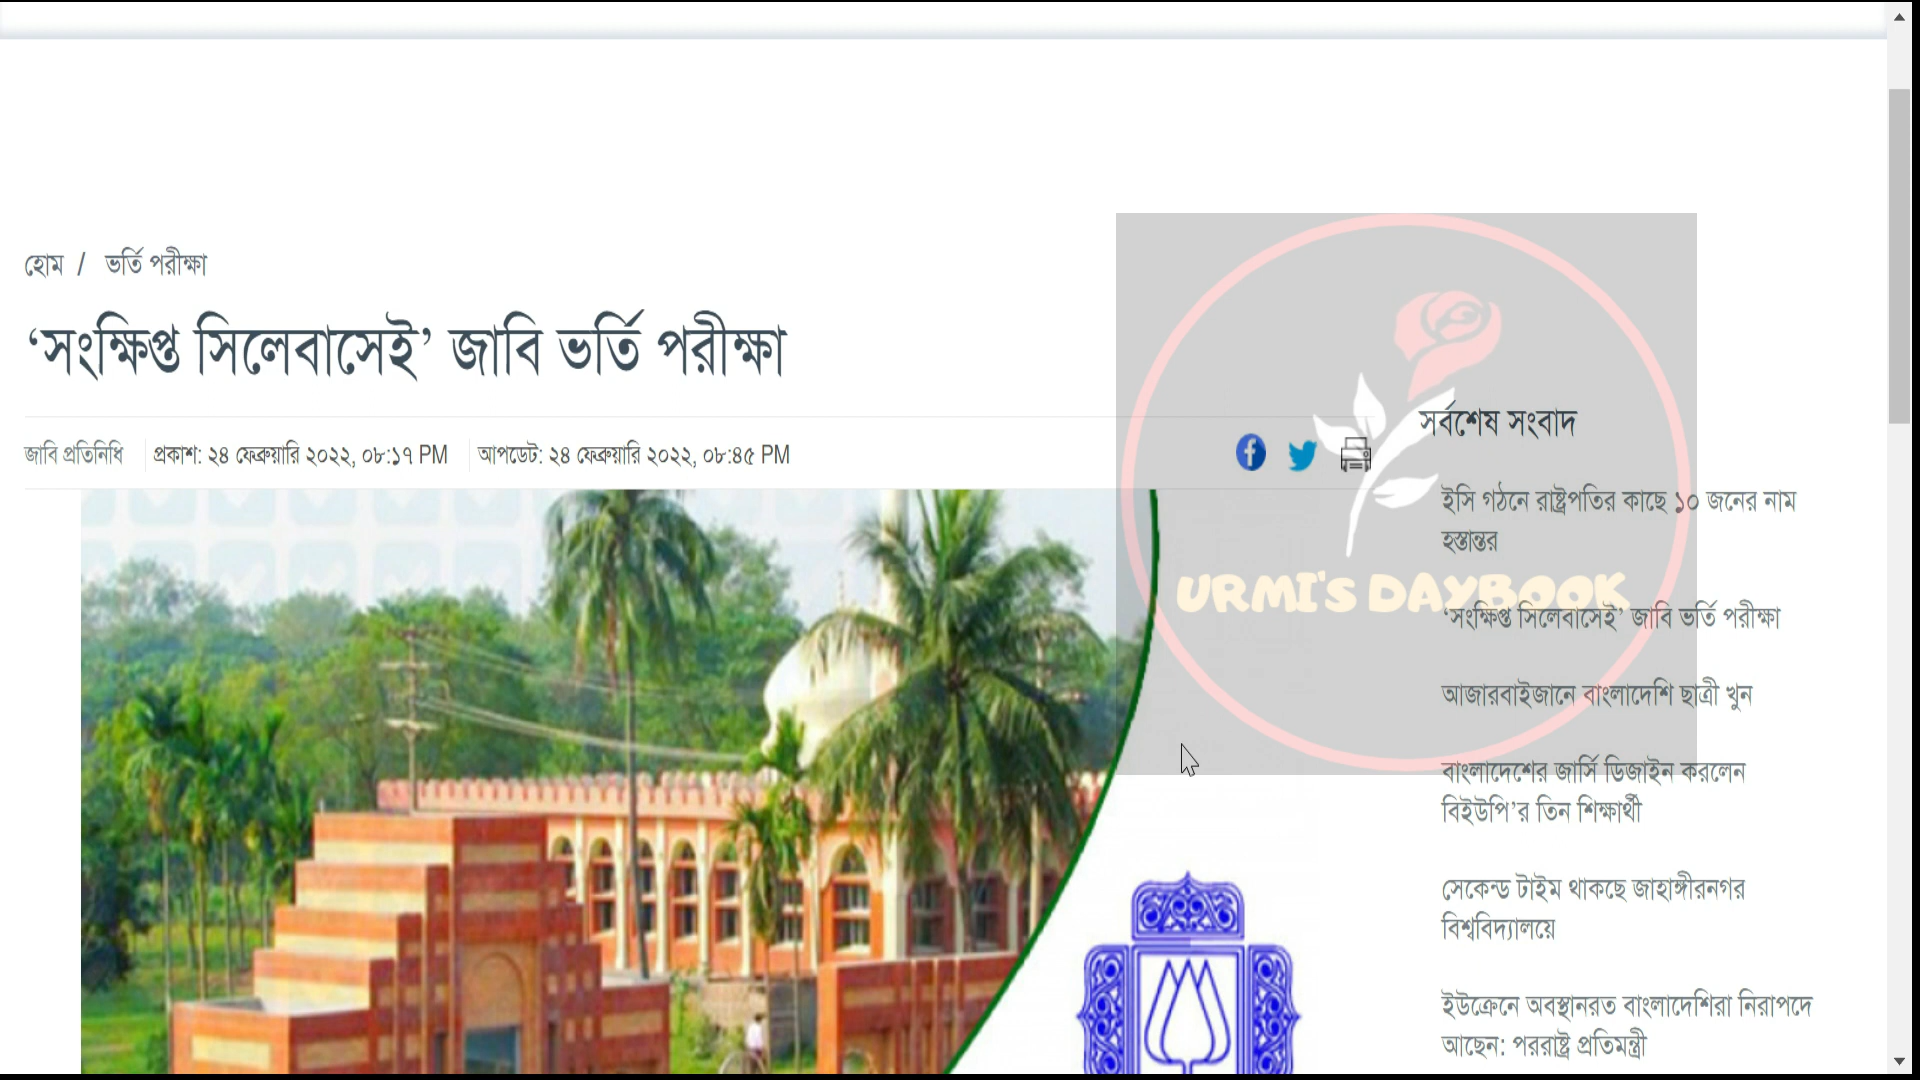 হোম / ভর্তি পরীক্ষা
‘সংক্ষিপ্ত সিলেবাসেই’ জাবি ভর্তি পরীক্ষা
জাবি প্রতিনিধি প্রকাশ: ২৪ ফেব্রুয়ারি ২০২২, ০৮:১৭ PM আপডেট: ২৪ ফেব্রুয়ারি ২০২২, ০৮:৪৫ PM
সর্বশেষ সংবাদ
ইসি গঠনে রাষ্ট্রপতির কাছে ১০ জনের নাম
হস্তান্তর
URMI'S DAYBOOK
‘সংক্ষিপ্ত সিলেবাসেই’ জাবি ভর্তি পরীক্ষা
আজারবাইজানে বাংলাদেশি ছাত্রী খুন
বাংলাদেশের জার্সি ডিজাইন করলেন
বিইউপি’র তিন শিক্ষার্থী
সেকেন্ড টাইম থাকছে জাহাঙ্গীরনগর
বিশ্ববিদ্যালয়ে
ইউক্রেনে অবস্থানরত বাংলাদেশিরা নিরাপদে
আছেন: পররাষ্ট্র প্রতিমন্ত্রী